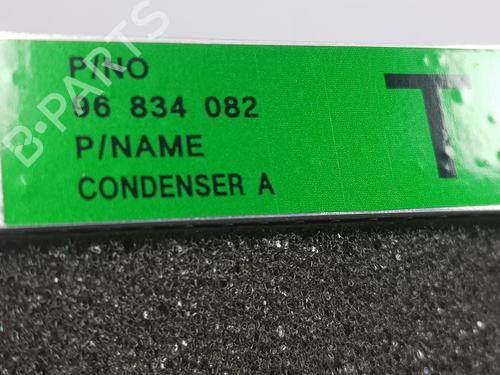 P/NO
96 834 082
P/NAME
CONDENSER A
T
B-PARTS